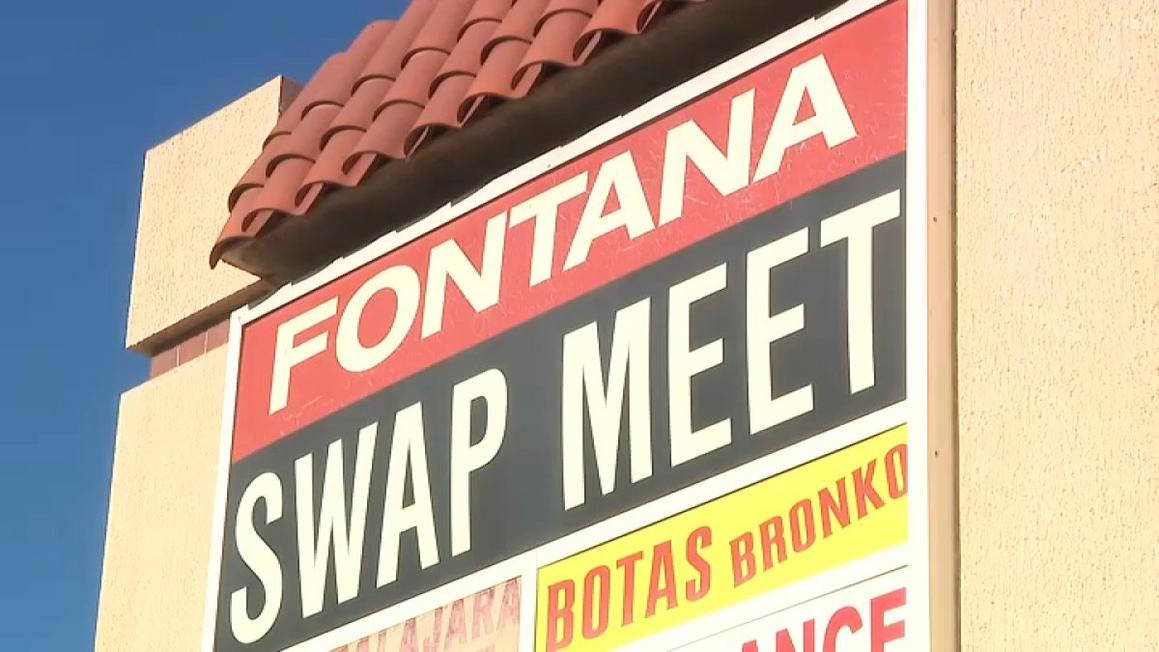 FONTANA
SWAP MEET
BOTAS BRONKO